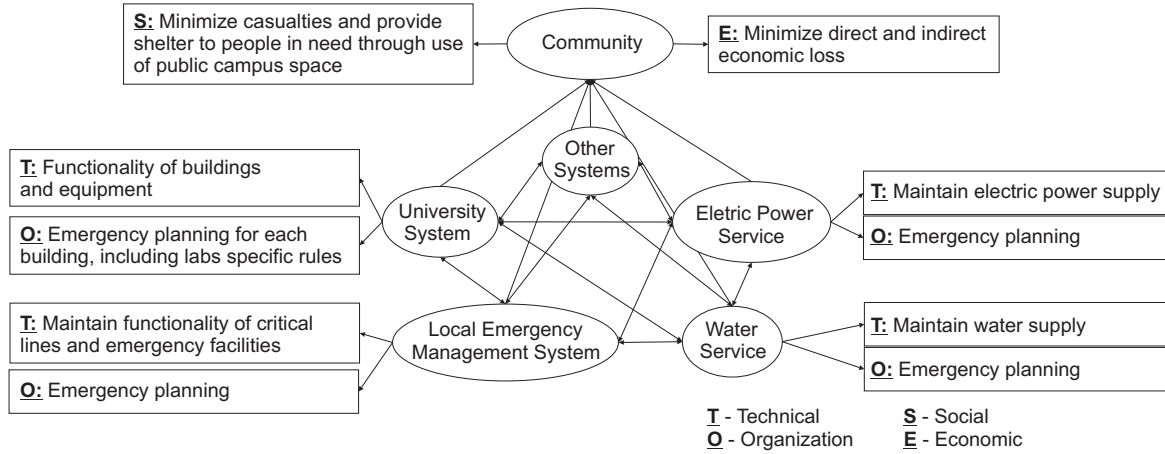 S: Minimize casualties and provide
shelter to people in need through use
of public campus space
Community
E: Minimize direct and indirect
economic loss
Other
Systems
T: Functionality of buildings
and equipment
O: Emergency planning for each
building, including labs specific rules
University
System
Eletric Power
Service
T: Maintain electric power supply
O: Emergency planning
T: Maintain functionality of critical
lines and emergency facilities
O: Emergency planning
Local Emergency
Management System
Water
Service
T: Maintain water supply
O: Emergency planning
T - Technical
S - Social
O - Organization
E - Economic